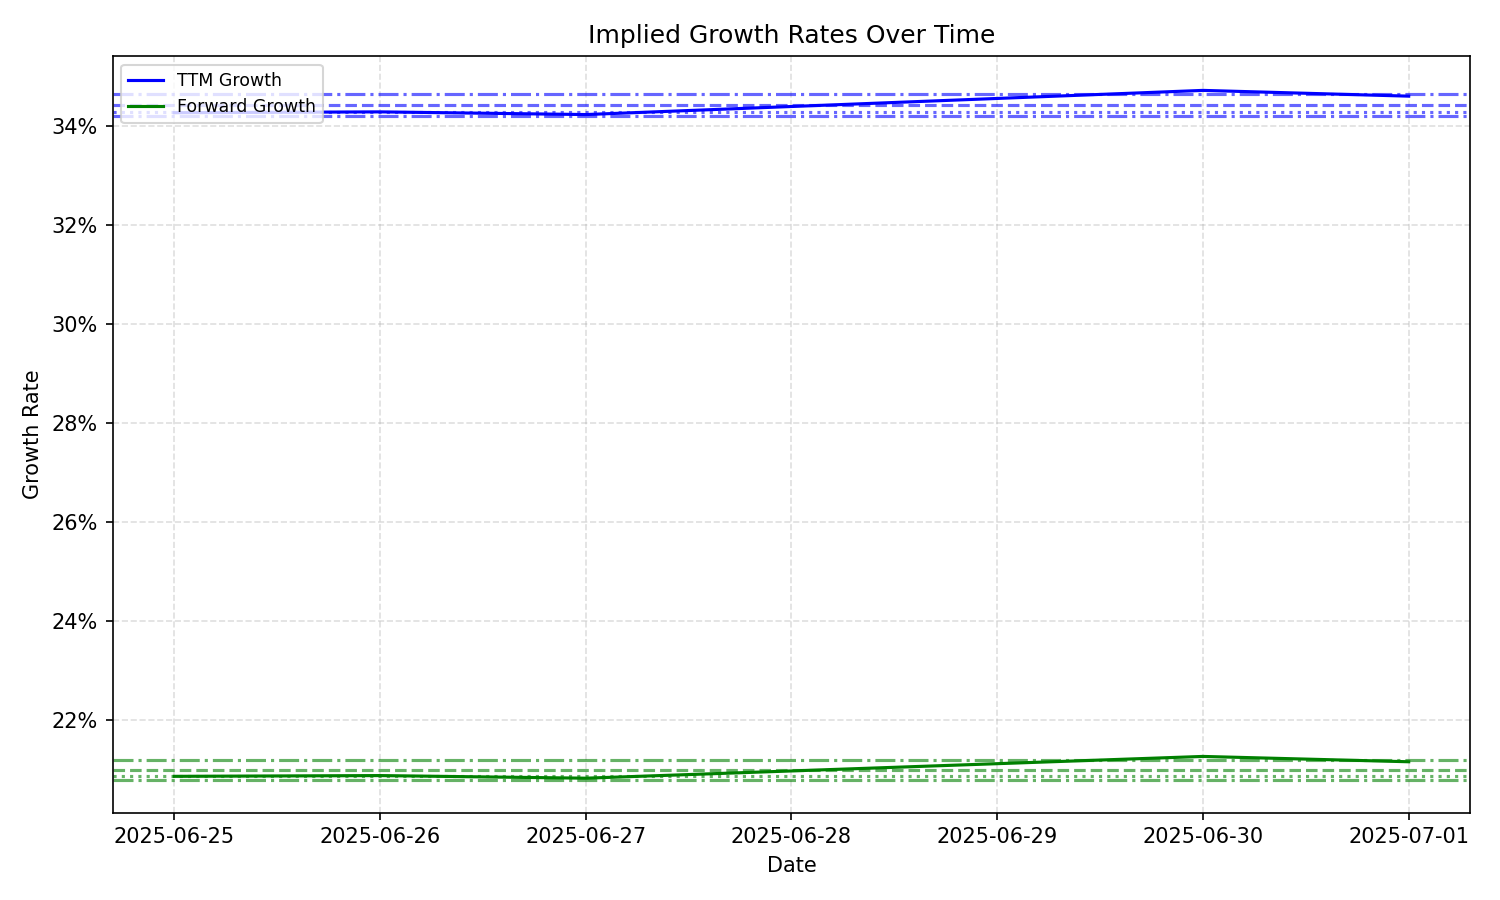 Implied Growth Rates Over Time
TTM Growth
Forward Growth
34%
32%
30%
28%
26%
24%
22%
Growth Rate
2025-06-25
2025-06-26
2025-06-27
2025-06-28
2025-06-29
2025-06-30
2025-07-01
Date